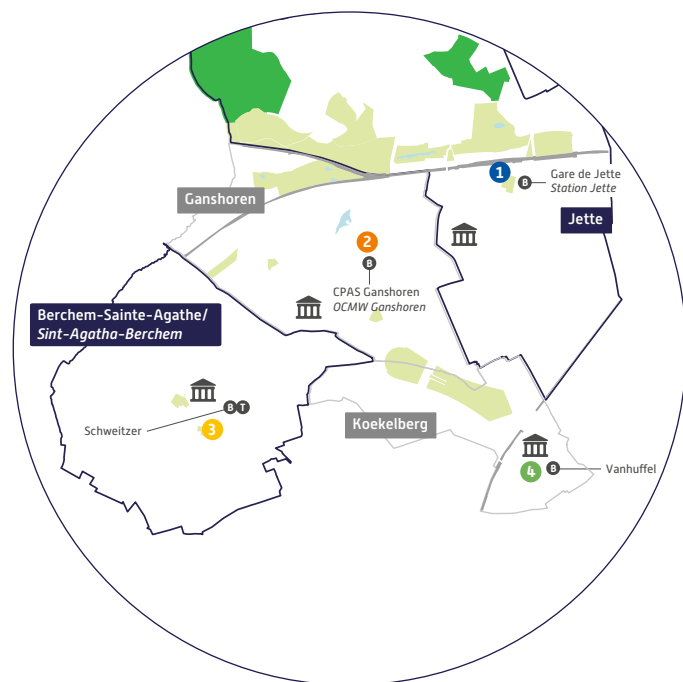 1
B
Gare de Jette
Station Jette
Ganshoren
Jette
2
B
CPAS Ganshoren
OCMW Ganshoren
Berchem-Sainte-Agathe/
Sint-Agatha-Berchem
B T
Schweitzer
3
Koekelberg
4
B
Vanhuffel